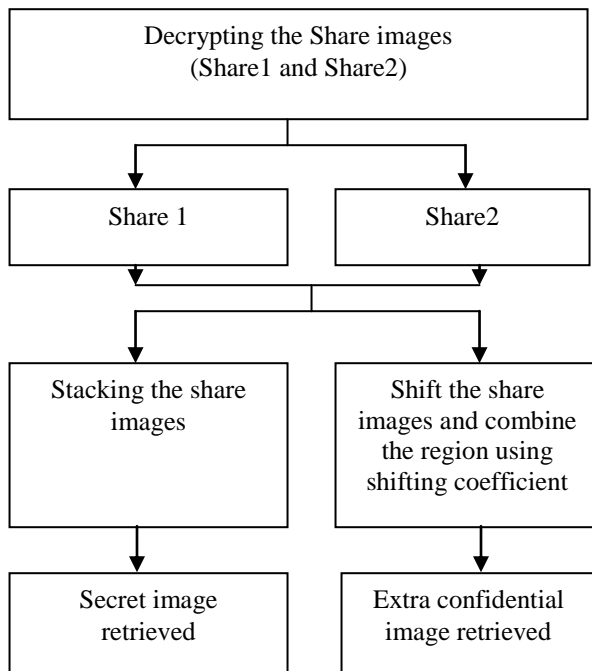 Decrypting the Share images
(Share1 and Share2)
Share 1
Share2
Stacking the share
images
Shift the share
images and combine
the region using
shifting coefficient
Secret image
retrieved
Extra confidential
image retrieved